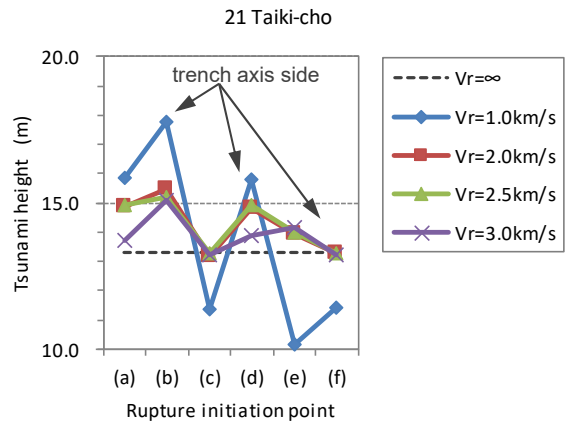 21 Taiki-cho
20.0
15.0
10.0
Tsunami height (m)
trench axis side
(a) (b) (c) (d) (e) (f)
Rupture initiation point
Vr=∞
Vr=1.0km/s
Vr=2.0km/s
Vr=2.5km/s
Vr=3.0km/s